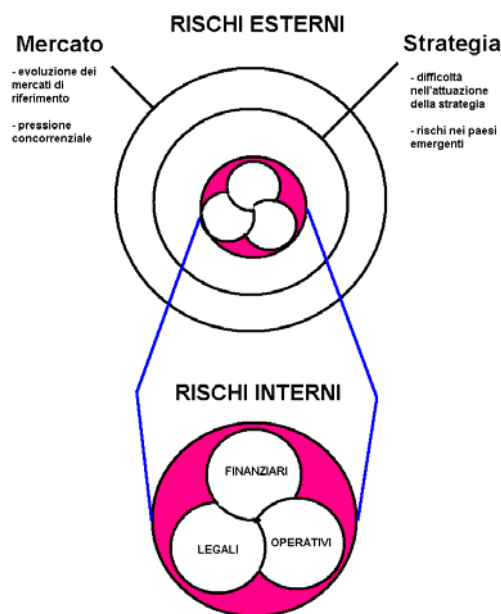 RISCHI ESTERNI
Mercato
- evoluzione dei
mercati di
riferimento
- pressione
concorrenziale
Strategia
- difficoltà
nell'attuazione
della strategia
- rischi nei paesi
emergenti
RISCHI INTERNI
FINANZIARI
LEGALI
OPERATIVI